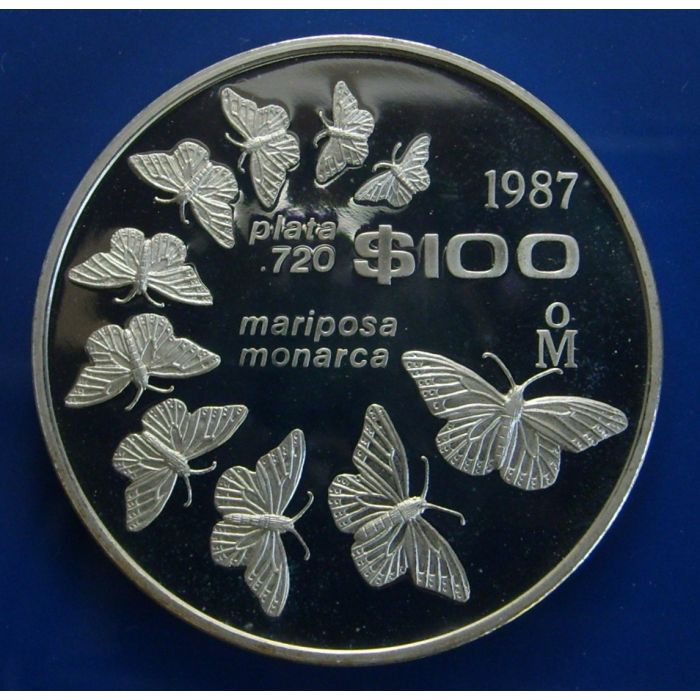 1987
plata
.720 $100
mariposa
monarca
oM